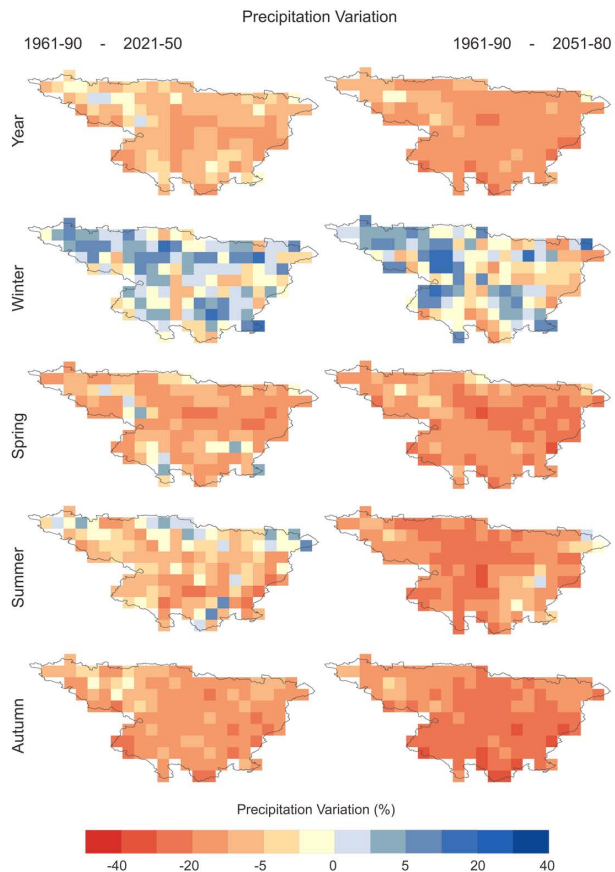 Precipitation Variation
1961-90 - 2021-50
1961-90 - 2051-80
Year
Winter
Spring
Summer
Autumn
Precipitation Variation (%)
-40 -20 -5 0 5 20 40